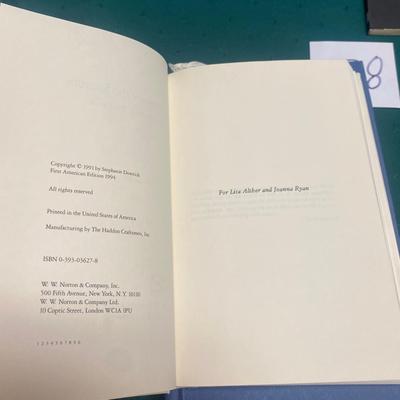 Copyright © 1991 by Stephanie Dowrick
First American Edition 1994
All rights reserved
Printed in the United States of America
Manufacturing by The Haddon Craftsmen, Inc.
ISBN 0-393-03627-8
W. W. Norton & Company, Inc.
500 Fifth Avenue, New York, N.Y. 10110
W. W. Norton & Company Ltd.
10 Coptic Street, London WC1A 1PU
1 2 3 4 5 6 7 8 9 0
For Lisa Alther and Joanna Ryan
8